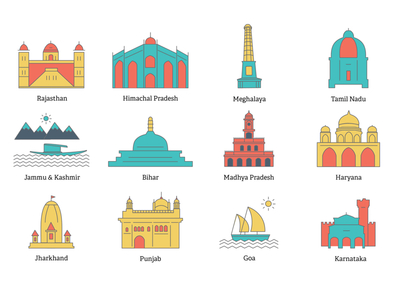 Rajasthan
Himachal Pradesh
Meghalaya
Tamil Nadu
Jammu & Kashmir
Bihar
Madhya Pradesh
Haryana
Jharkhand
Punjab
Goa
Karnataka